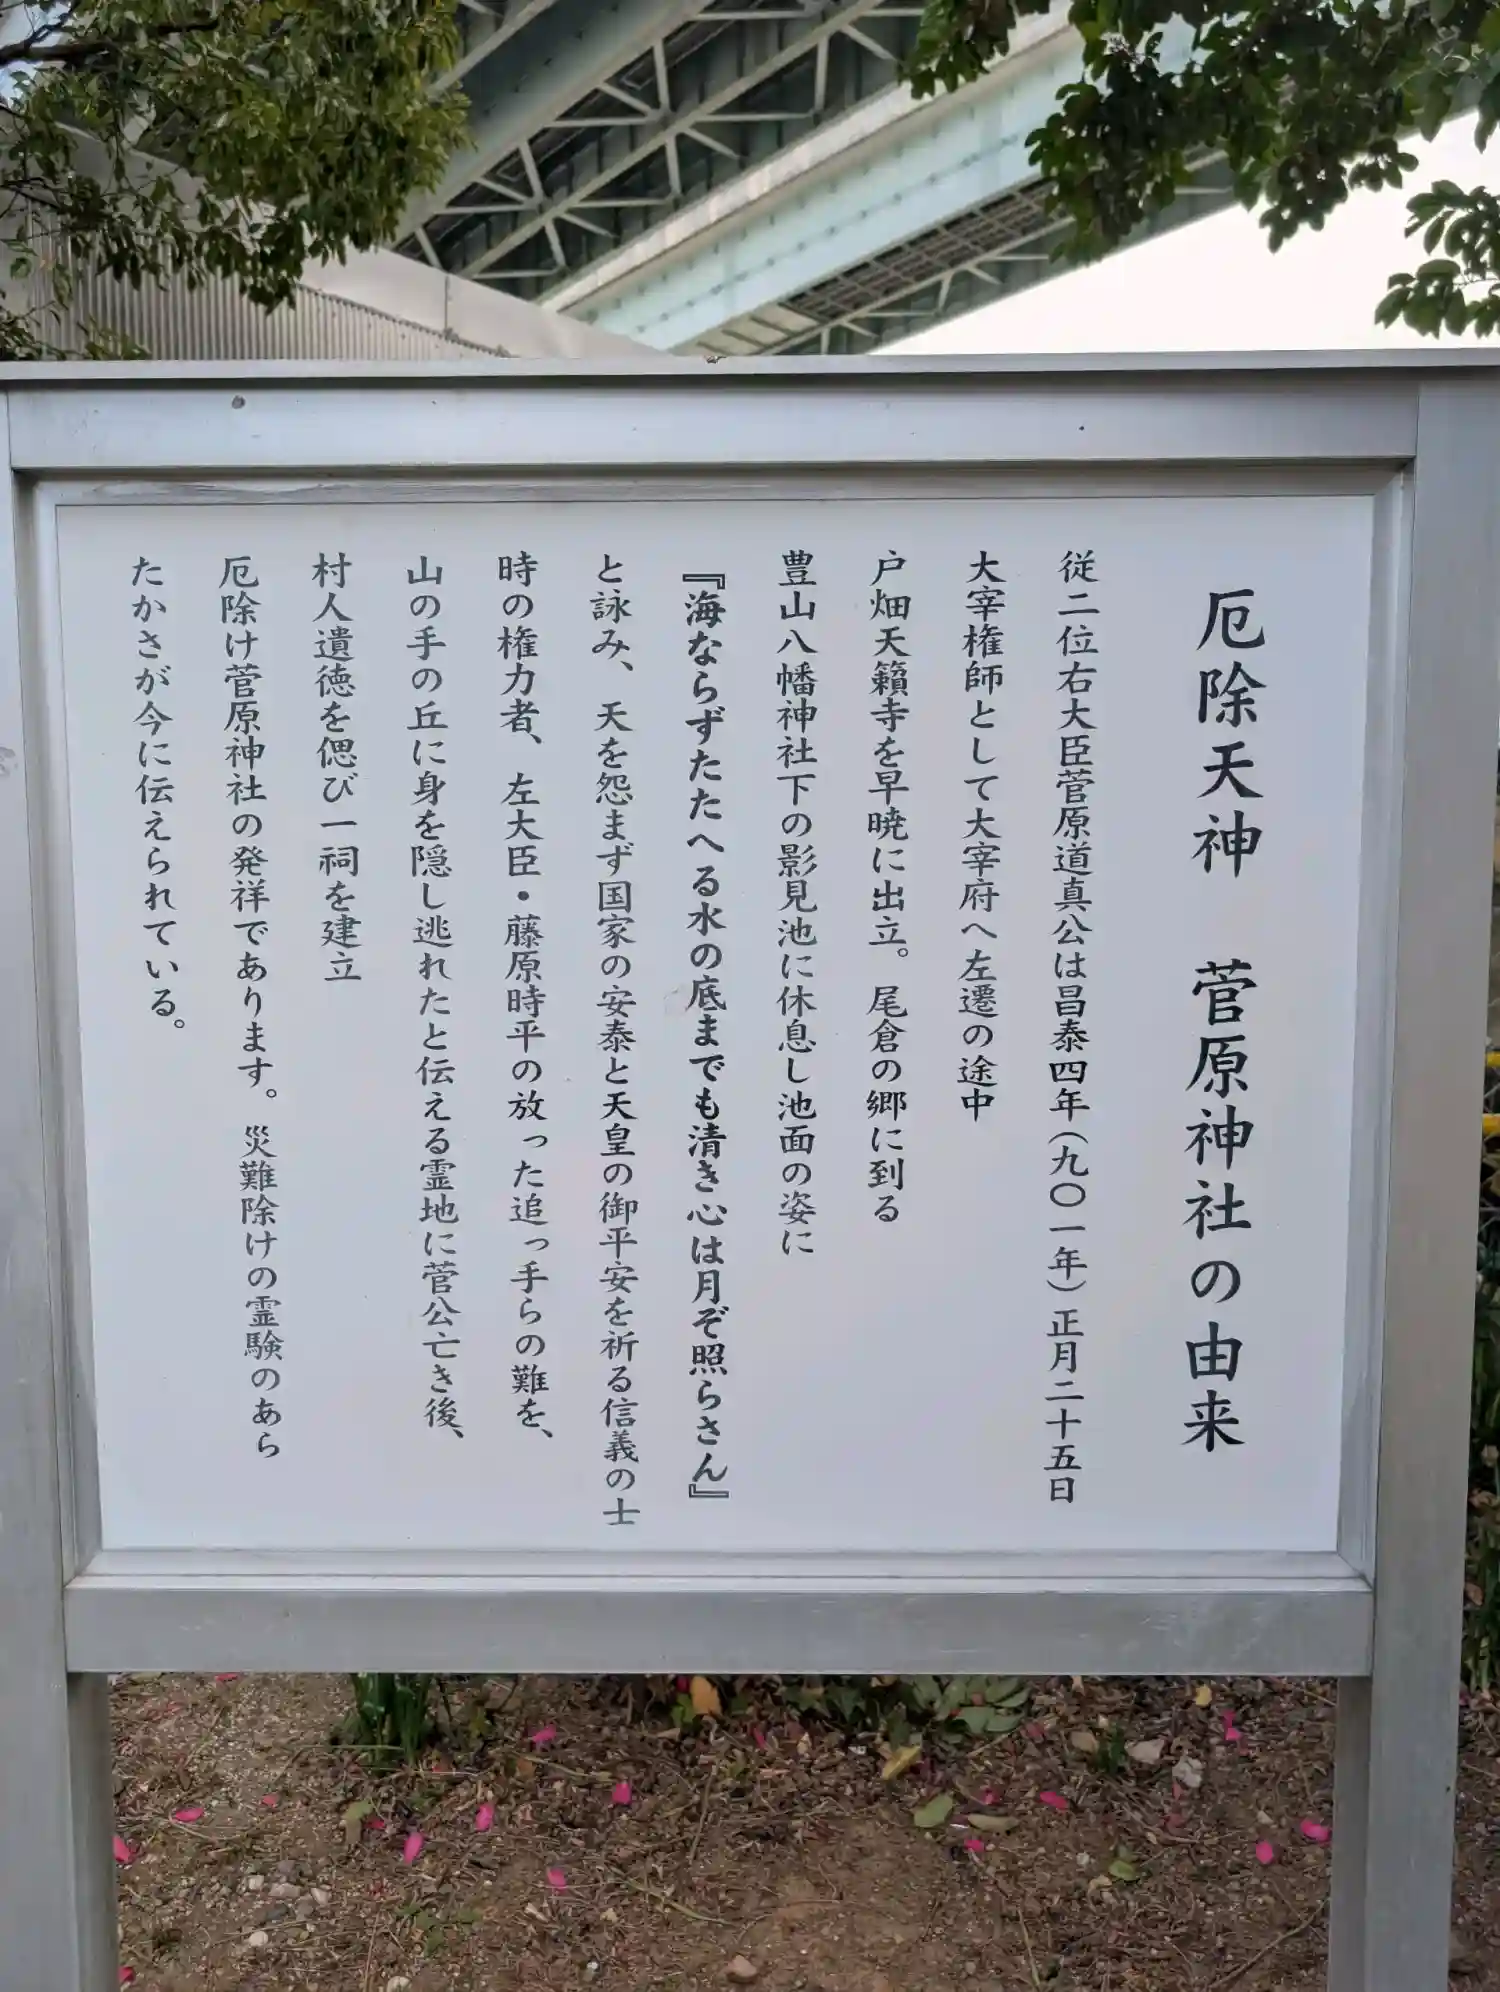 厄除天神　菅原神社の由来
従二位右大臣菅原道真公は昌泰四年（九〇一年）正月二十五日
大宰権師として大宰府へ左遷の途中
戸畑天籟寺を早暁に出立。尾倉の郷に到る
豊山八幡神社下の影見池に休息し池面の姿に
『海ならずたたへる水の底までも清き心は月ぞ照らさん』
と詠み、天を怨まず国家の安泰と天皇の御平安を祈る信義の士
時の権力者、左大臣・藤原時平の放った追っ手らの難を、
山の手の丘に身を隠し逃れたと伝える霊地に菅公亡き後、
村人遺徳を偲び一祠を建立
厄除け菅原神社の発祥であります。災難除けの霊験のあら
たかさが今に伝えられている。